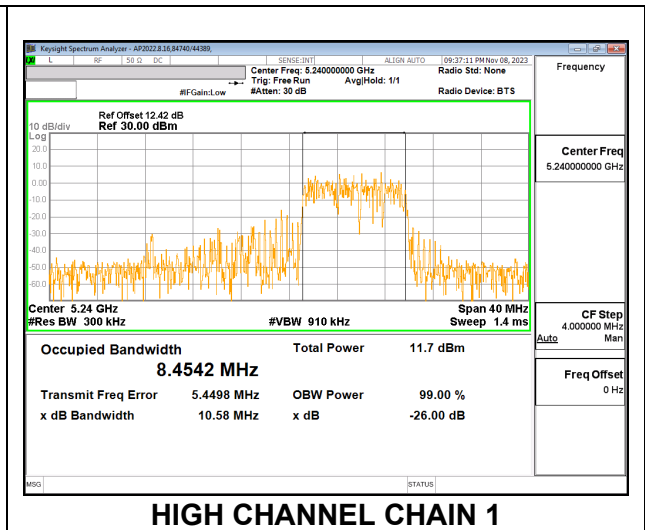 Keysight Spectrum Analyzer - AP2022.8.16,84740/44389,
L RF 50 Ω DC SENSE:INT ALIGN AUTO 09:37:11 PM Nov 08, 2023
Center Freq: 5.240000000 GHz Radio Std: None
Trig: Free Run Avg|Hold: 1/1
#IFGain:Low #Atten: 30 dB Radio Device: BTS
Frequency
Ref Offset 12.42 dB
10 dB/div Ref 30.00 dBm
Log
20.0
10.0
0.00
-10.0
-20.0
-30.0
-40.0
-50.0
-60.0
Center 5.24 GHz Span 40 MHz
#Res BW 300 kHz #VBW 910 kHz Sweep 1.4 ms
Occupied Bandwidth Total Power 11.7 dBm
8.4542 MHz
Transmit Freq Error 5.4498 MHz OBW Power 99.00 %
x dB Bandwidth 10.58 MHz x dB -26.00 dB
Center Freq
5.240000000 GHz
CF Step
4.000000 MHz
Auto Man
Freq Offset
0 Hz
MSG STATUS
HIGH CHANNEL CHAIN 1